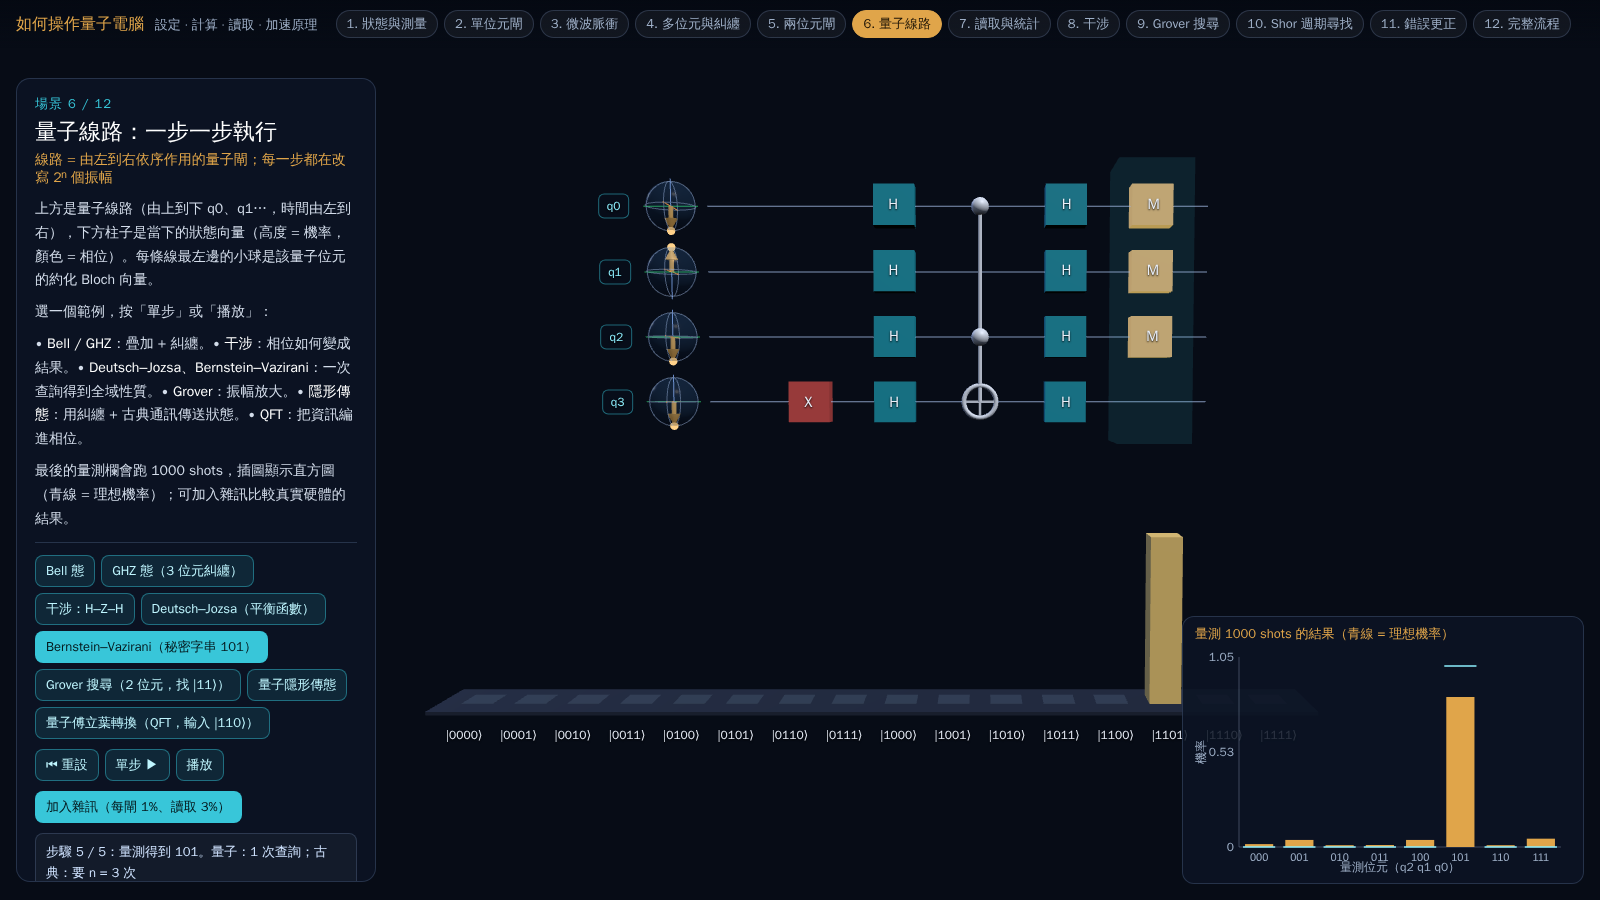 如何操作量子電腦 設定 · 計算 · 讀取 · 加速原理 1. 狀態與測量 2. 單位元閘 3. 微波脈衝 4. 多位元與糾纏 5. 兩位元閘 6. 量子線路 7. 讀取與統計 8. 干涉 9. Grover 搜尋 10. Shor 週期尋找 11. 錯誤更正 12. 完整流程
場景 6 / 12
量子線路：一步一步執行
線路 = 由左到右依序作用的量子閘；每一步都在改
寫 2ⁿ 個振幅
上方是量子線路（由上到下 q0、q1⋯，時間由左到
右），下方柱子是當下的狀態向量（高度 = 機率，
顏色 = 相位）。每條線最左邊的小球是該量子位元
的約化 Bloch 向量。
選一個範例，按「單步」或「播放」：
• Bell / GHZ：疊加 + 糾纏。• 干涉：相位如何變成
結果。• Deutsch–Jozsa、Bernstein–Vazirani：一次
查詢得到全域性質。• Grover：振幅放大。• 隱形傳
態：用糾纏 + 古典通訊傳送狀態。• QFT：把資訊編
進相位。
最後的量測欄會跑 1000 shots，插圖顯示直方圖
（青線 = 理想機率）；可加入雜訊比較真實硬體的
結果。
Bell 態 GHZ 態（3 位元糾纏）
干涉：H–Z–H Deutsch–Jozsa（平衡函數）
Bernstein–Vazirani（秘密字串 101）
Grover 搜尋（2 位元，找 |11⟩） 量子隱形傳態
量子傅立葉轉換（QFT，輸入 |110⟩）
⏮ 重設 單步 ▶ 播放
加入雜訊（每閘 1%、讀取 3%）
步驟 5 / 5：量測得到 101。量子：1 次查詢；古
典：要 n = 3 次
q0 H H M
q1 H H M
q2 H H M
q3 X H H
|0000⟩ |0001⟩ |0010⟩ |0011⟩ |0100⟩ |0101⟩ |0110⟩ |0111⟩ |1000⟩ |1001⟩ |1010⟩ |1011⟩ |1100⟩ |1101 |1110⟩ |1111⟩
量測 1000 shots 的結果（青線 = 理想機率）
1.05
機率
0.53
0
000 001 010 011 100 101 110 111
量測位元（q2 q1 q0）